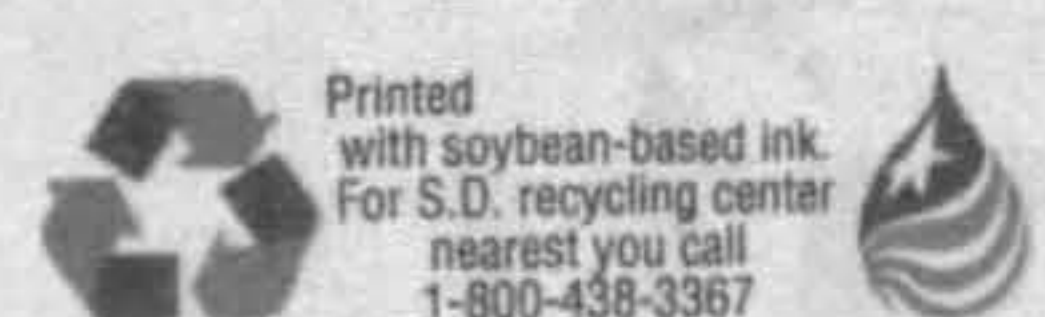 Printed
with soybean-based ink.
For S.D. recycling center
nearest you call
1-800-438-3367